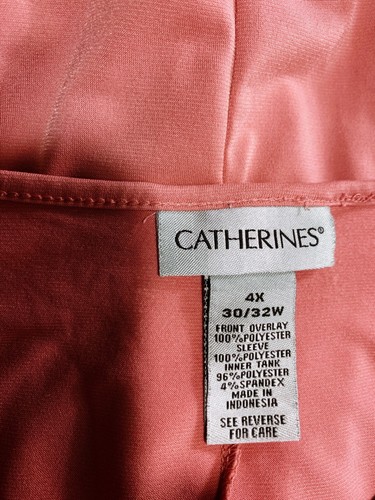 CATHERINES®
4X
30/32W
FRONT OVERLAY
100%POLYESTER
SLEEVE
100%POLYESTER
INNER TANK
96%POLYESTER
4%SPANDEX
MADE IN
INDONESIA
SEE REVERSE
FOR CARE